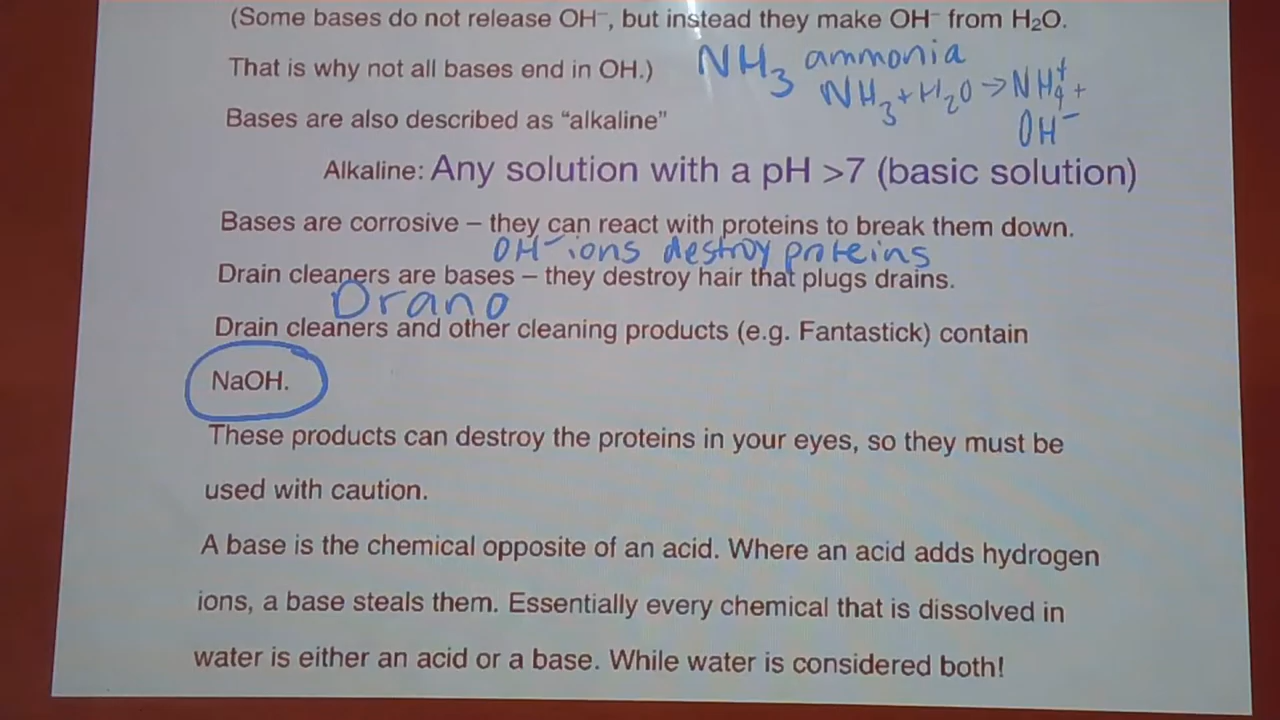 (Some bases do not release OH⁻, but instead they make OH⁻ from H₂O.
That is why not all bases end in OH.)
NH₃ ammonia
NH₃ + H₂O → NH₄⁺ +
OH⁻
Bases are also described as “alkaline”
Alkaline: Any solution with a pH >7 (basic solution)
Bases are corrosive – they can react with proteins to break them down.
OH⁻ ions destroy proteins
Drain cleaners are bases – they destroy hair that plugs drains.
Drano
Drain cleaners and other cleaning products (e.g. Fantastick) contain
NaOH.
These products can destroy the proteins in your eyes, so they must be
used with caution.
A base is the chemical opposite of an acid. Where an acid adds hydrogen
ions, a base steals them. Essentially every chemical that is dissolved in
water is either an acid or a base. While water is considered both!